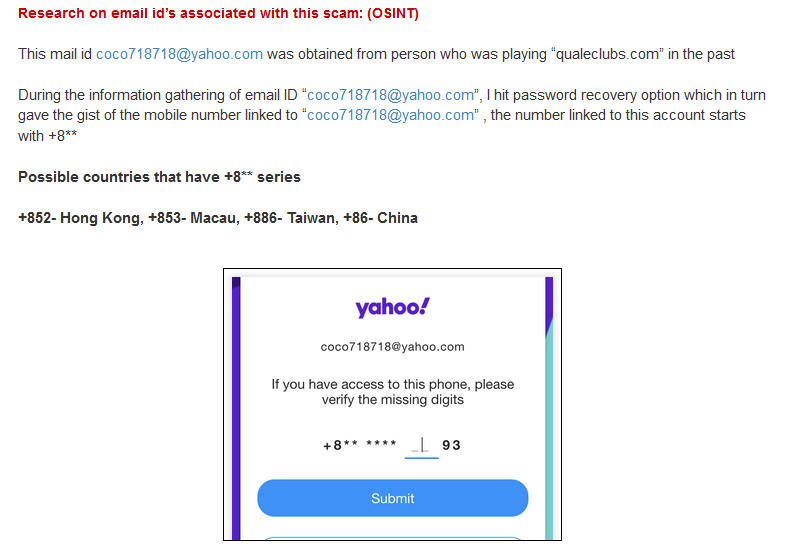 Research on email id’s associated with this scam: (OSINT)
This mail id coco718718@yahoo.com was obtained from person who was playing “qualeclubs.com” in the past
During the information gathering of email ID “coco718718@yahoo.com”, I hit password recovery option which in turn
gave the gist of the mobile number linked to “coco718718@yahoo.com” , the number linked to this account starts
with +8**
Possible countries that have +8** series
+852- Hong Kong, +853- Macau, +886- Taiwan, +86- China
yahoo!
coco718718@yahoo.com
If you have access to this phone, please
verify the missing digits
+8** **** __ 93
Submit